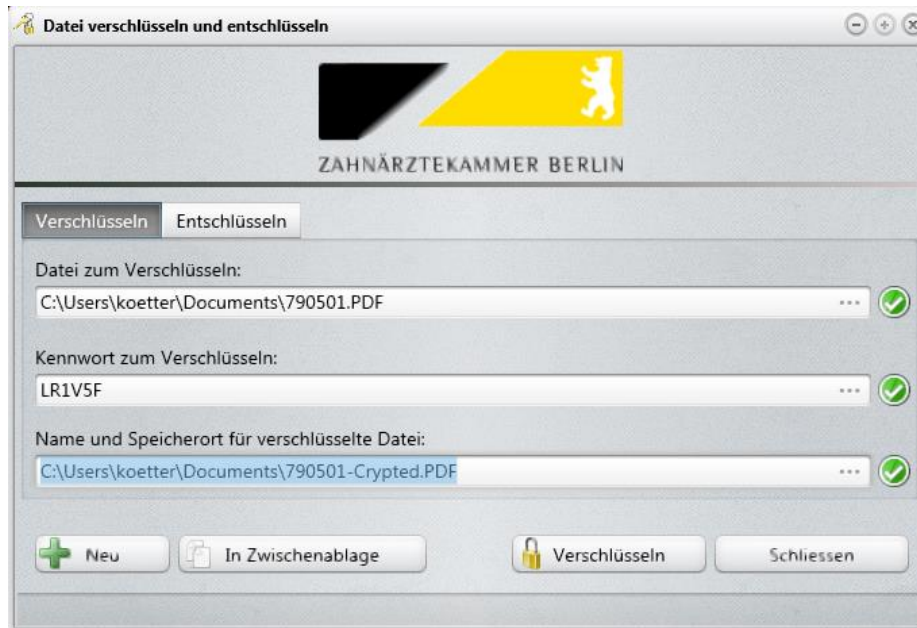 Datei verschlüsseln und entschlüsseln
ZAHNÄRZTEKAMMER BERLIN
Verschlüsseln Entschlüsseln
Datei zum Verschlüsseln:
C:\Users\koetter\Documents\790501.PDF ...
Kennwort zum Verschlüsseln:
LR1V5F ...
Name und Speicherort für verschlüsselte Datei:
C:\Users\koetter\Documents\790501-Crypted.PDF ...
Neu In Zwischenablage Verschlüsseln Schliessen